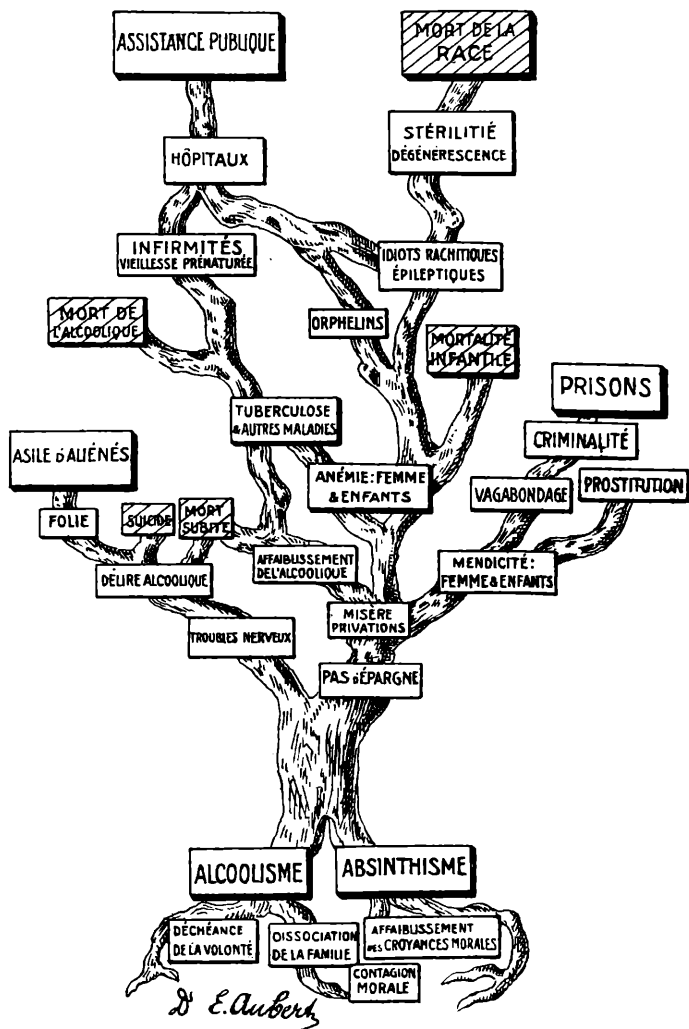 ASSISTANCE PUBLIQUE
MORT DE LA
RACE
HÔPITAUX
STÉRILITIÉ
DÉGÉNÉRESCENCE
INFIRMITÉS
VIEILLESSE PRÉMATURÉE
IDIOTS RACHITIQUES
ÉPILEPTIQUES
MORT DE
L'ALCOOLIQUE
ORPHELINS
MORTALITÉ
INFANTILE
PRISONS
TUBERCULOSE
& AUTRES MALADIES
CRIMINALITÉ
ASILE D'ALIÉNÉS
ANÉMIE: FEMME
& ENFANTS
VAGABONDAGE
PROSTITUTION
FOLIE
SUICIDE
MORT
SUBITE
AFFAIBLISSEMENT
DE L'ALCOOLIQUE
MENDICITÉ:
FEMME & ENFANTS
DÉLIRE ALCOOLIQUE
MISÈRE
PRIVATIONS
TROUBLES NERVEUX
PAS D'ÉPARGNE
ALCOOLISME
ABSINTHISME
DÉCHÉANCE
DE LA VOLONTÉ
DISSOCIATION
DE LA FAMILIE
AFFAIBLISSEMENT
DES CROYANCES MORALES
CONTAGION
MORALE
Dr E. Aubert